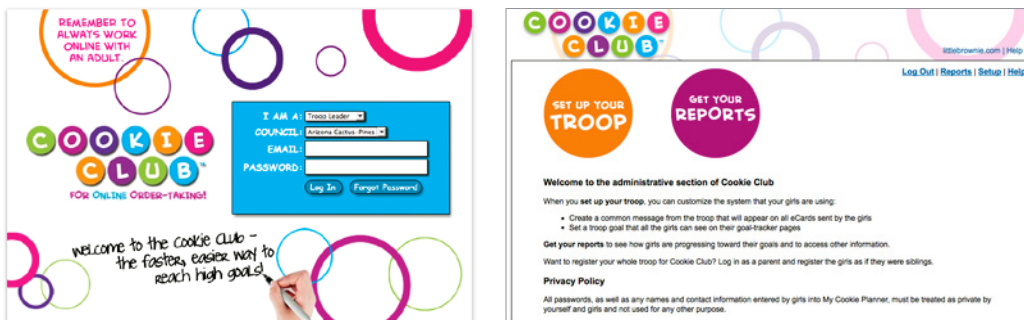 REMEMBER TO
ALWAYS WORK
ONLINE WITH
AN ADULT.
COOKIE
CLUB™
FOR ONLINE ORDER-TAKING!
I AM A: Troop Leader
COUNCIL: Arizona Cactus-Pines
EMAIL:
PASSWORD:
Log In Forgot Password
welcome to the Cookie Club –
the faster, easier way to
reach high goals!
COOKIE
CLUB™
littlebrownie.com | Help
Log Out | Reports | Setup | Help
SET UP YOUR
TROOP
GET YOUR
REPORTS
Welcome to the administrative section of Cookie Club
When you set up your troop, you can customize the system that your girls are using:
• Create a common message from the troop that will appear on all eCards sent by the girls
• Set a troop goal that all the girls can see on their goal-tracker pages
Get your reports to see how girls are progressing toward their goals and to access other information.
Want to register your whole troop for Cookie Club? Log in as a parent and register the girls as if they were siblings.
Privacy Policy
All passwords, as well as any names and contact information entered by girls into My Cookie Planner, must be treated as private by
yourself and girls and not used for any other purpose.